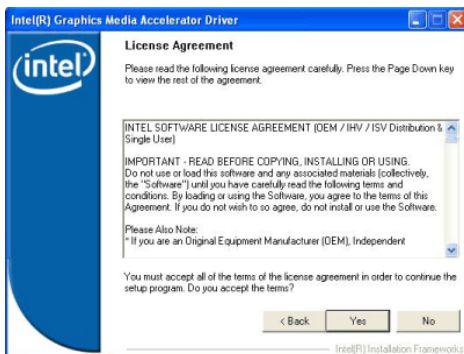 Intel(R) Graphics Media Accelerator Driver
intel
License Agreement
Please read the following license agreement carefully. Press the Page Down key
to view the rest of the agreement.
INTEL SOFTWARE LICENSE AGREEMENT (OEM / IHV / ISV Distribution &
Single User)
IMPORTANT - READ BEFORE COPYING, INSTALLING OR USING.
Do not use or load this software and any associated materials (collectively,
the "Software") until you have carefully read the following terms and
conditions. By loading or using the Software, you agree to the terms of this
Agreement. If you do not wish to so agree, do not install or use the Software.
Please Also Note:
* If you are an Original Equipment Manufacturer (OEM), Independent
You must accept all of the terms of the license agreement in order to continue the
setup program. Do you accept the terms?
< Back
Yes
No
Intel(R) Installation Frameworks